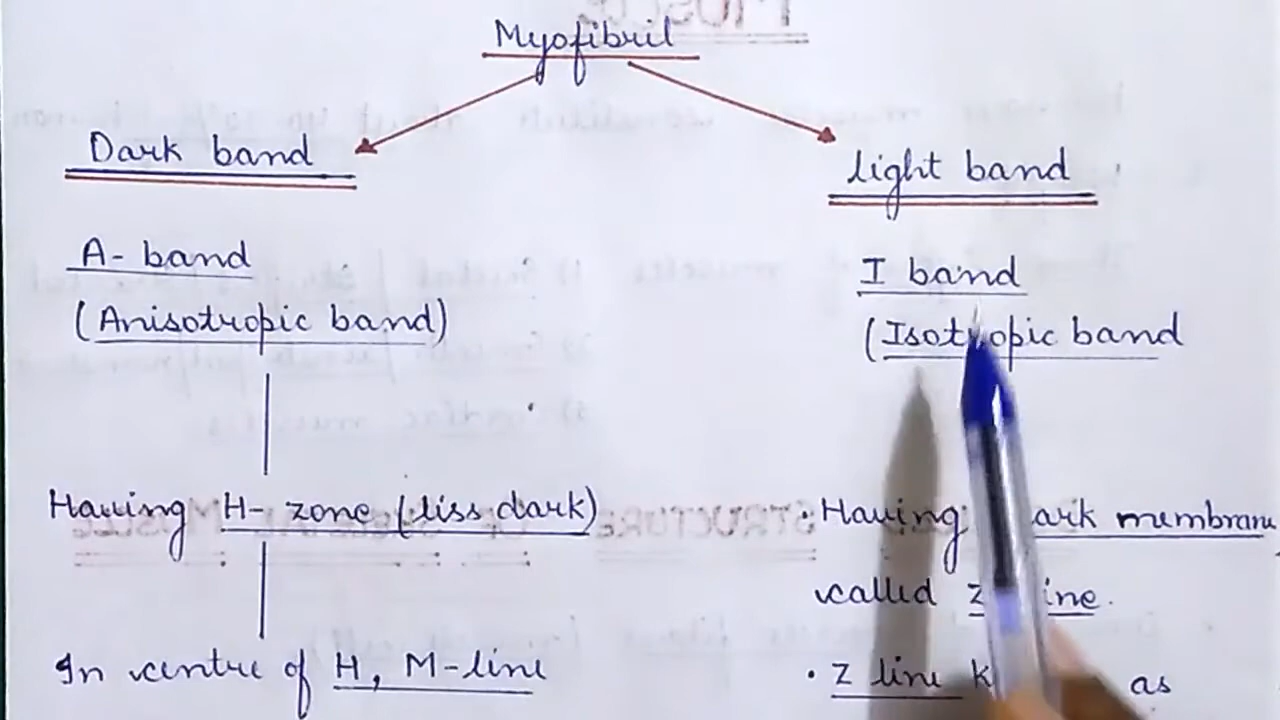 Myofibril
Dark band
light band
A- band
I band
(Anisotropic band)
(Isotropic band
Having H- zone (liss dark)
· Having ark membrane
called z ine.
In centre of H, M-line
· Z line as